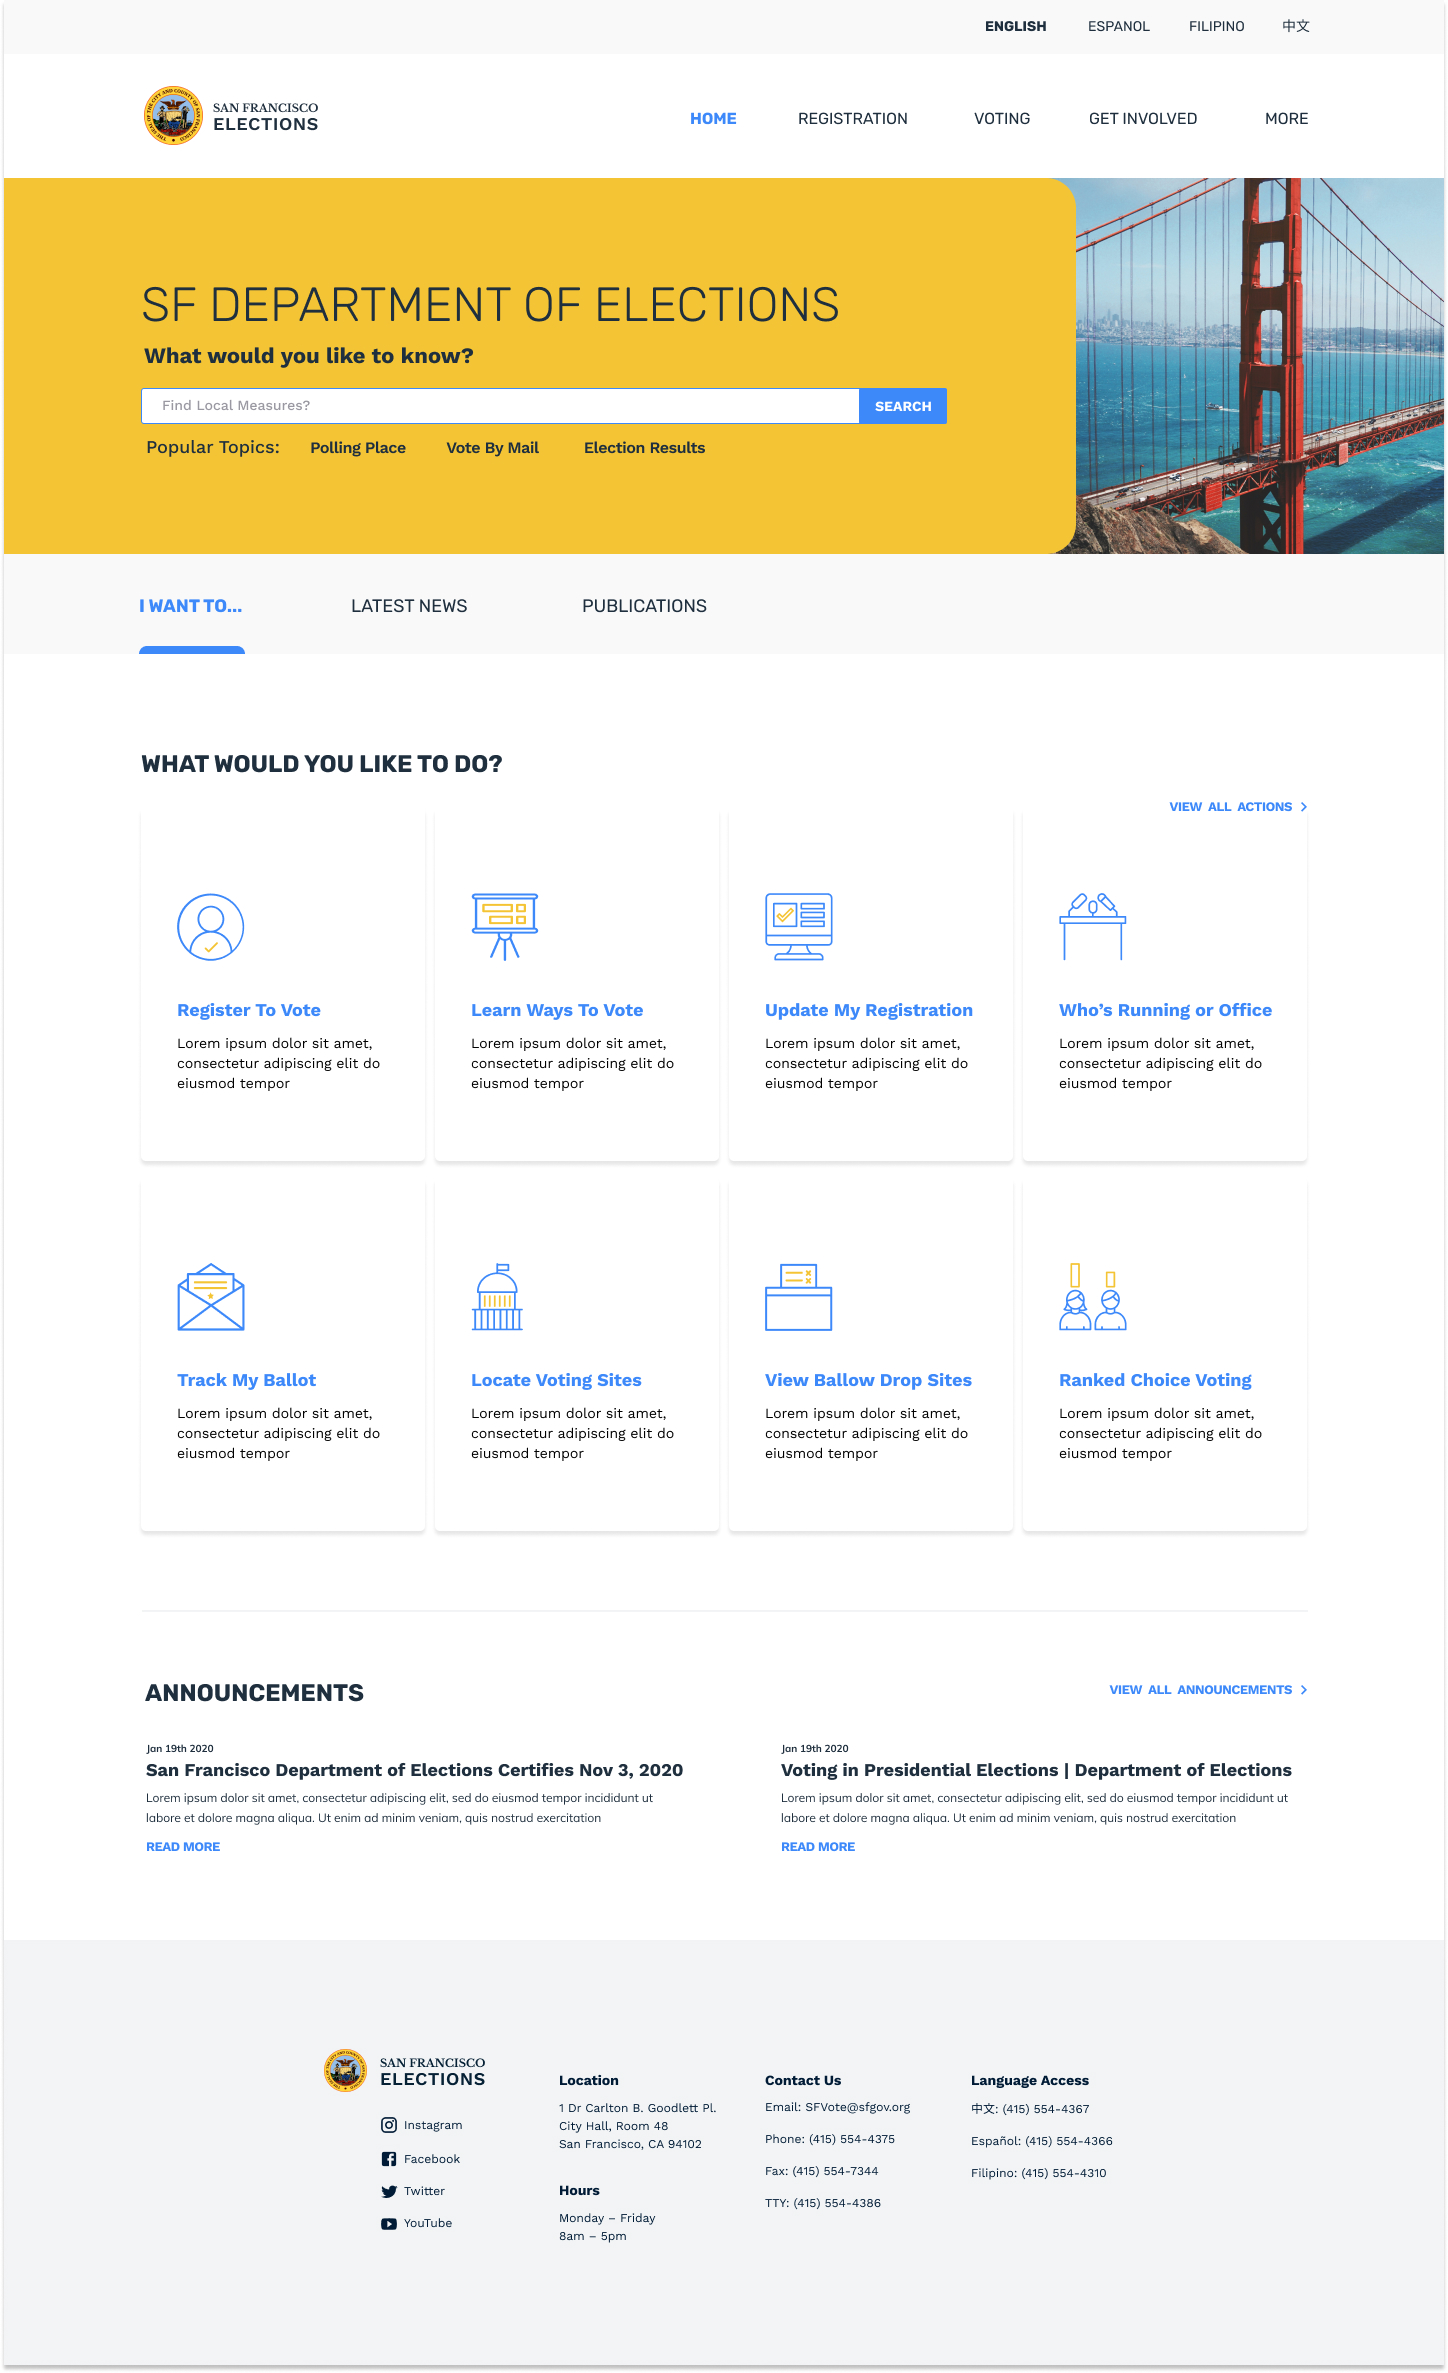 ENGLISH ESPANOL FILIPINO 中文
SAN FRANCISCO
ELECTIONS
HOME REGISTRATION VOTING GET INVOLVED MORE
SF DEPARTMENT OF ELECTIONS
What would you like to know?
Find Local Measures? SEARCH
Popular Topics: Polling Place Vote By Mail Election Results
I WANT TO... LATEST NEWS PUBLICATIONS
WHAT WOULD YOU LIKE TO DO?
VIEW ALL ACTIONS
Register To Vote
Lorem ipsum dolor sit amet,
consectetur adipiscing elit do
eiusmod tempor
Learn Ways To Vote
Lorem ipsum dolor sit amet,
consectetur adipiscing elit do
eiusmod tempor
Update My Registration
Lorem ipsum dolor sit amet,
consectetur adipiscing elit do
eiusmod tempor
Who's Running or Office
Lorem ipsum dolor sit amet,
consectetur adipiscing elit do
eiusmod tempor
Track My Ballot
Lorem ipsum dolor sit amet,
consectetur adipiscing elit do
eiusmod tempor
Locate Voting Sites
Lorem ipsum dolor sit amet,
consectetur adipiscing elit do
eiusmod tempor
View Ballow Drop Sites
Lorem ipsum dolor sit amet,
consectetur adipiscing elit do
eiusmod tempor
Ranked Choice Voting
Lorem ipsum dolor sit amet,
consectetur adipiscing elit do
eiusmod tempor
ANNOUNCEMENTS
VIEW ALL ANNOUNCEMENTS
Jan 19th 2020
San Francisco Department of Elections Certifies Nov 3, 2020
Lorem ipsum dolor sit amet, consectetur adipiscing elit, sed do eiusmod tempor incididunt ut
labore et dolore magna aliqua. Ut enim ad minim veniam, quis nostrud exercitation
READ MORE
Jan 19th 2020
Voting in Presidential Elections | Department of Elections
Lorem ipsum dolor sit amet, consectetur adipiscing elit, sed do eiusmod tempor incididunt ut
labore et dolore magna aliqua. Ut enim ad minim veniam, quis nostrud exercitation
READ MORE
SAN FRANCISCO
ELECTIONS
Instagram
Facebook
Twitter
YouTube
Location
1 Dr Carlton B. Goodlett Pl.
City Hall, Room 48
San Francisco, CA 94102
Hours
Monday – Friday
8am – 5pm
Contact Us
Email: SFVote@sfgov.org
Phone: (415) 554-4375
Fax: (415) 554-7344
TTY: (415) 554-4386
Language Access
中文: (415) 554-4367
Español: (415) 554-4366
Filipino: (415) 554-4310